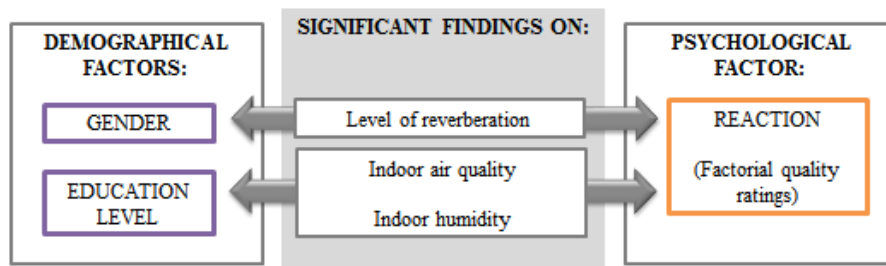 DEMOGRAPHICAL
FACTORS:
GENDER
EDUCATION
LEVEL
SIGNIFICANT FINDINGS ON:
Level of reverberation
Indoor air quality
Indoor humidity
PSYCHOLOGICAL
FACTOR:
REACTION
(Factorial quality
ratings)